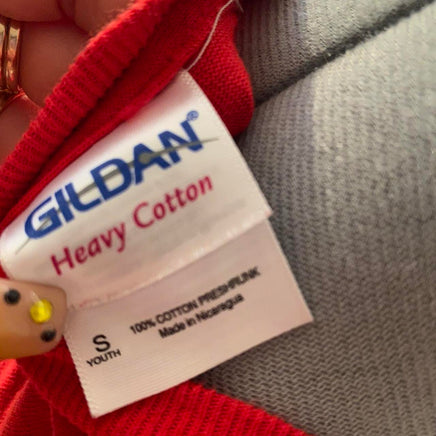 GILDAN®
Heavy Cotton
S
YOUTH
100% COTTON PRESHRUNK
Made in Nicaragua